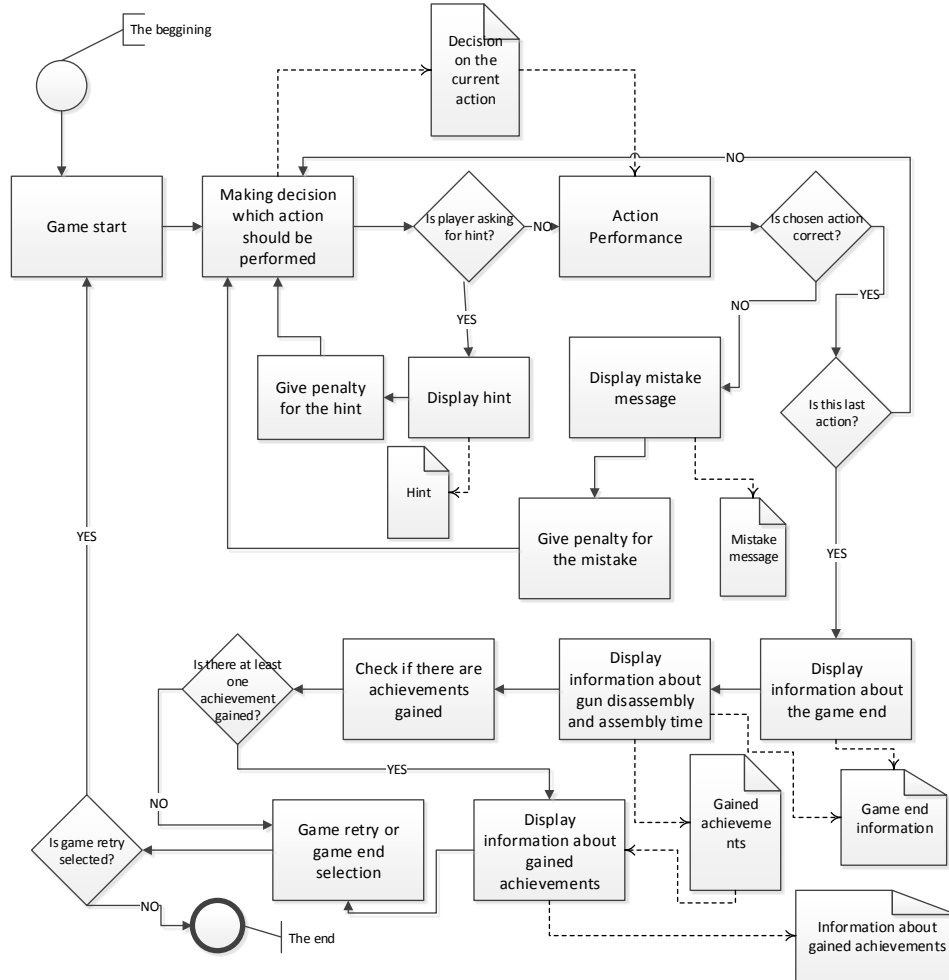 The beggining
Decision
on the
current
action
NO
Game start
Making decision
which action
should be
performed
Is player asking
for hint?
NO
Action
Performance
Is chosen action
correct?
YES
NO
YES
Give penalty
for the hint
Display hint
Display mistake
message
Is this last
action?
Hint
YES
Give penalty for
the mistake
Mistake
message
YES
Is there at least
one
achievement
gained?
Check if there are
achievements
gained
Display
information about
gun disassembly
and assembly time
Display
information about
the game end
YES
NO
Is game retry
selected?
Game retry or
game end
selection
Display
information about
gained
achievements
Gained
achieveme
nts
Game end
information
NO
The end
Information about
gained achievements